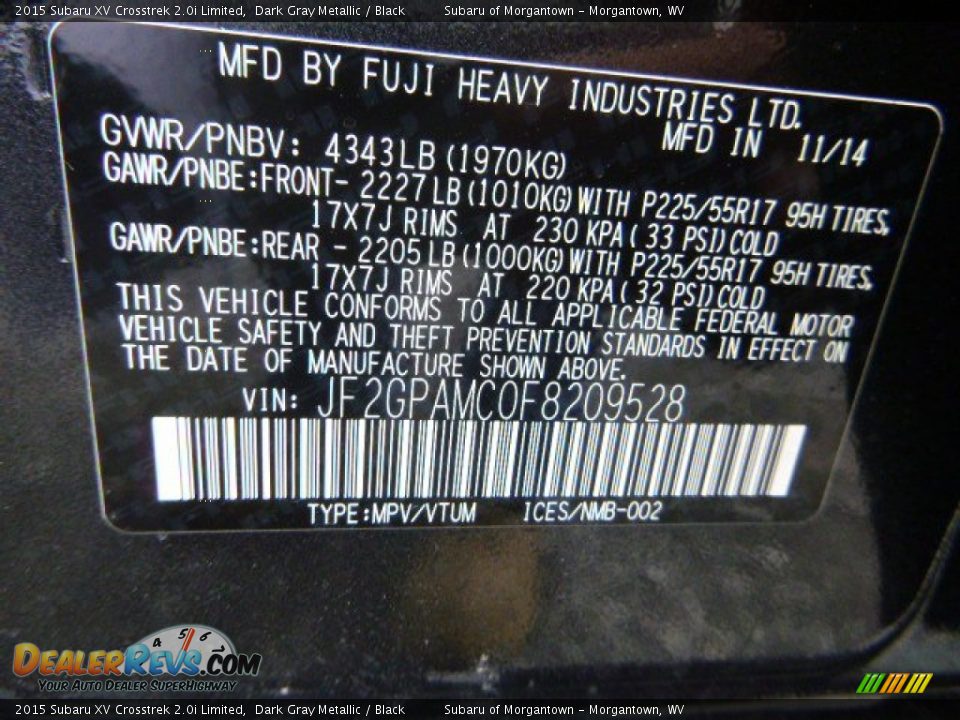 2015 Subaru XV Crosstrek 2.0i Limited, Dark Gray Metallic / Black Subaru of Morgantown - Morgantown, WV
MFD BY FUJI HEAVY INDUSTRIES LTD.
MFD IN 11/14
GVWR/PNBV: 4343LB (1970KG)
GAWR/PNBE:FRONT- 2227 LB (1010KG) WITH P225/55R17 95H TIRES,
17X7J RIMS AT 230 KPA ( 33 PSI) COLD
GAWR/PNBE:REAR - 2205 LB (1000KG) WITH P225/55R17 95H TIRES,
17X7J RIMS AT 220 KPA ( 32 PSI) COLD
THIS VEHICLE CONFORMS TO ALL APPLICABLE FEDERAL MOTOR
VEHICLE SAFETY AND THEFT PREVENTION STANDARDS IN EFFECT ON
THE DATE OF MANUFACTURE SHOWN ABOVE.
VIN: JF2GPAMC0F8209528
TYPE:MPV/VTUM ICES/NMB-002
4 5 6
DEALERREVS.COM
YOUR AUTO DEALER SUPERHIGHWAY
2015 Subaru XV Crosstrek 2.0i Limited, Dark Gray Metallic / Black Subaru of Morgantown - Morgantown, WV